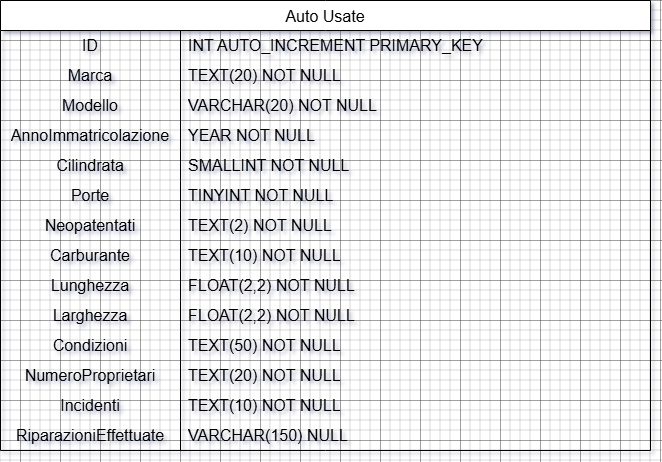 Auto Usate
ID INT AUTO_INCREMENT PRIMARY_KEY
Marca TEXT(20) NOT NULL
Modello VARCHAR(20) NOT NULL
AnnoImmatricolazione YEAR NOT NULL
Cilindrata SMALLINT NOT NULL
Porte TINYINT NOT NULL
Neopatentati TEXT(2) NOT NULL
Carburante TEXT(10) NOT NULL
Lunghezza FLOAT(2,2) NOT NULL
Larghezza FLOAT(2,2) NOT NULL
Condizioni TEXT(50) NOT NULL
NumeroProprietari TEXT(20) NOT NULL
Incidenti TEXT(10) NOT NULL
RiparazioniEffettuate VARCHAR(150) NULL